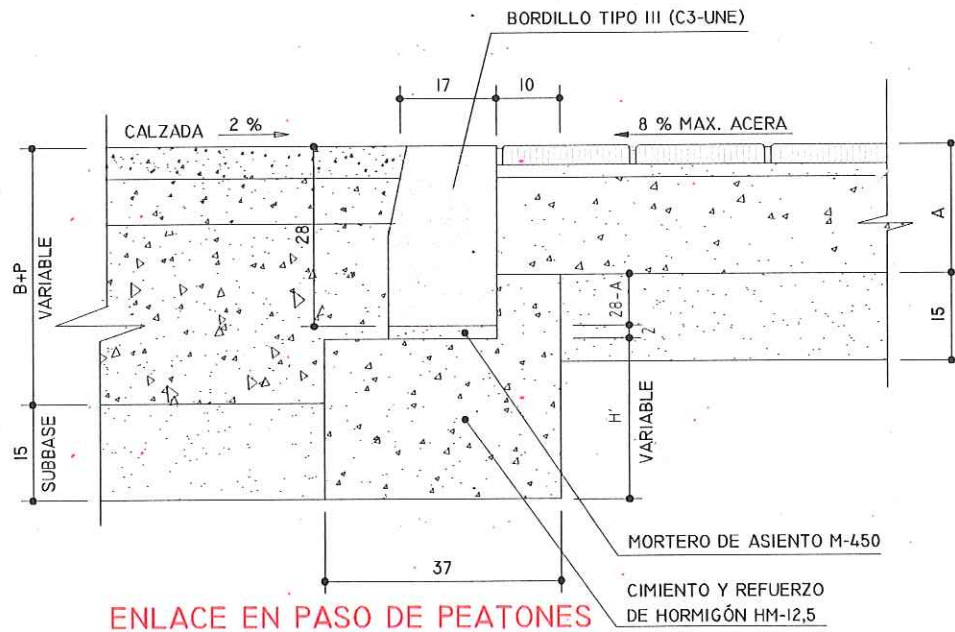 BORDILLO TIPO III (C3-UNE)
17
10
CALZADA 2 %
8 % MAX. ACERA
B+P
VARIABLE
28
A
28-A
2
15
H'
VARIABLE
15
SUBBASE
MORTERO DE ASIENTO M-450
37
CIMIENTO Y REFUERZO
DE HORMIGÓN HM-12,5
ENLACE EN PASO DE PEATONES